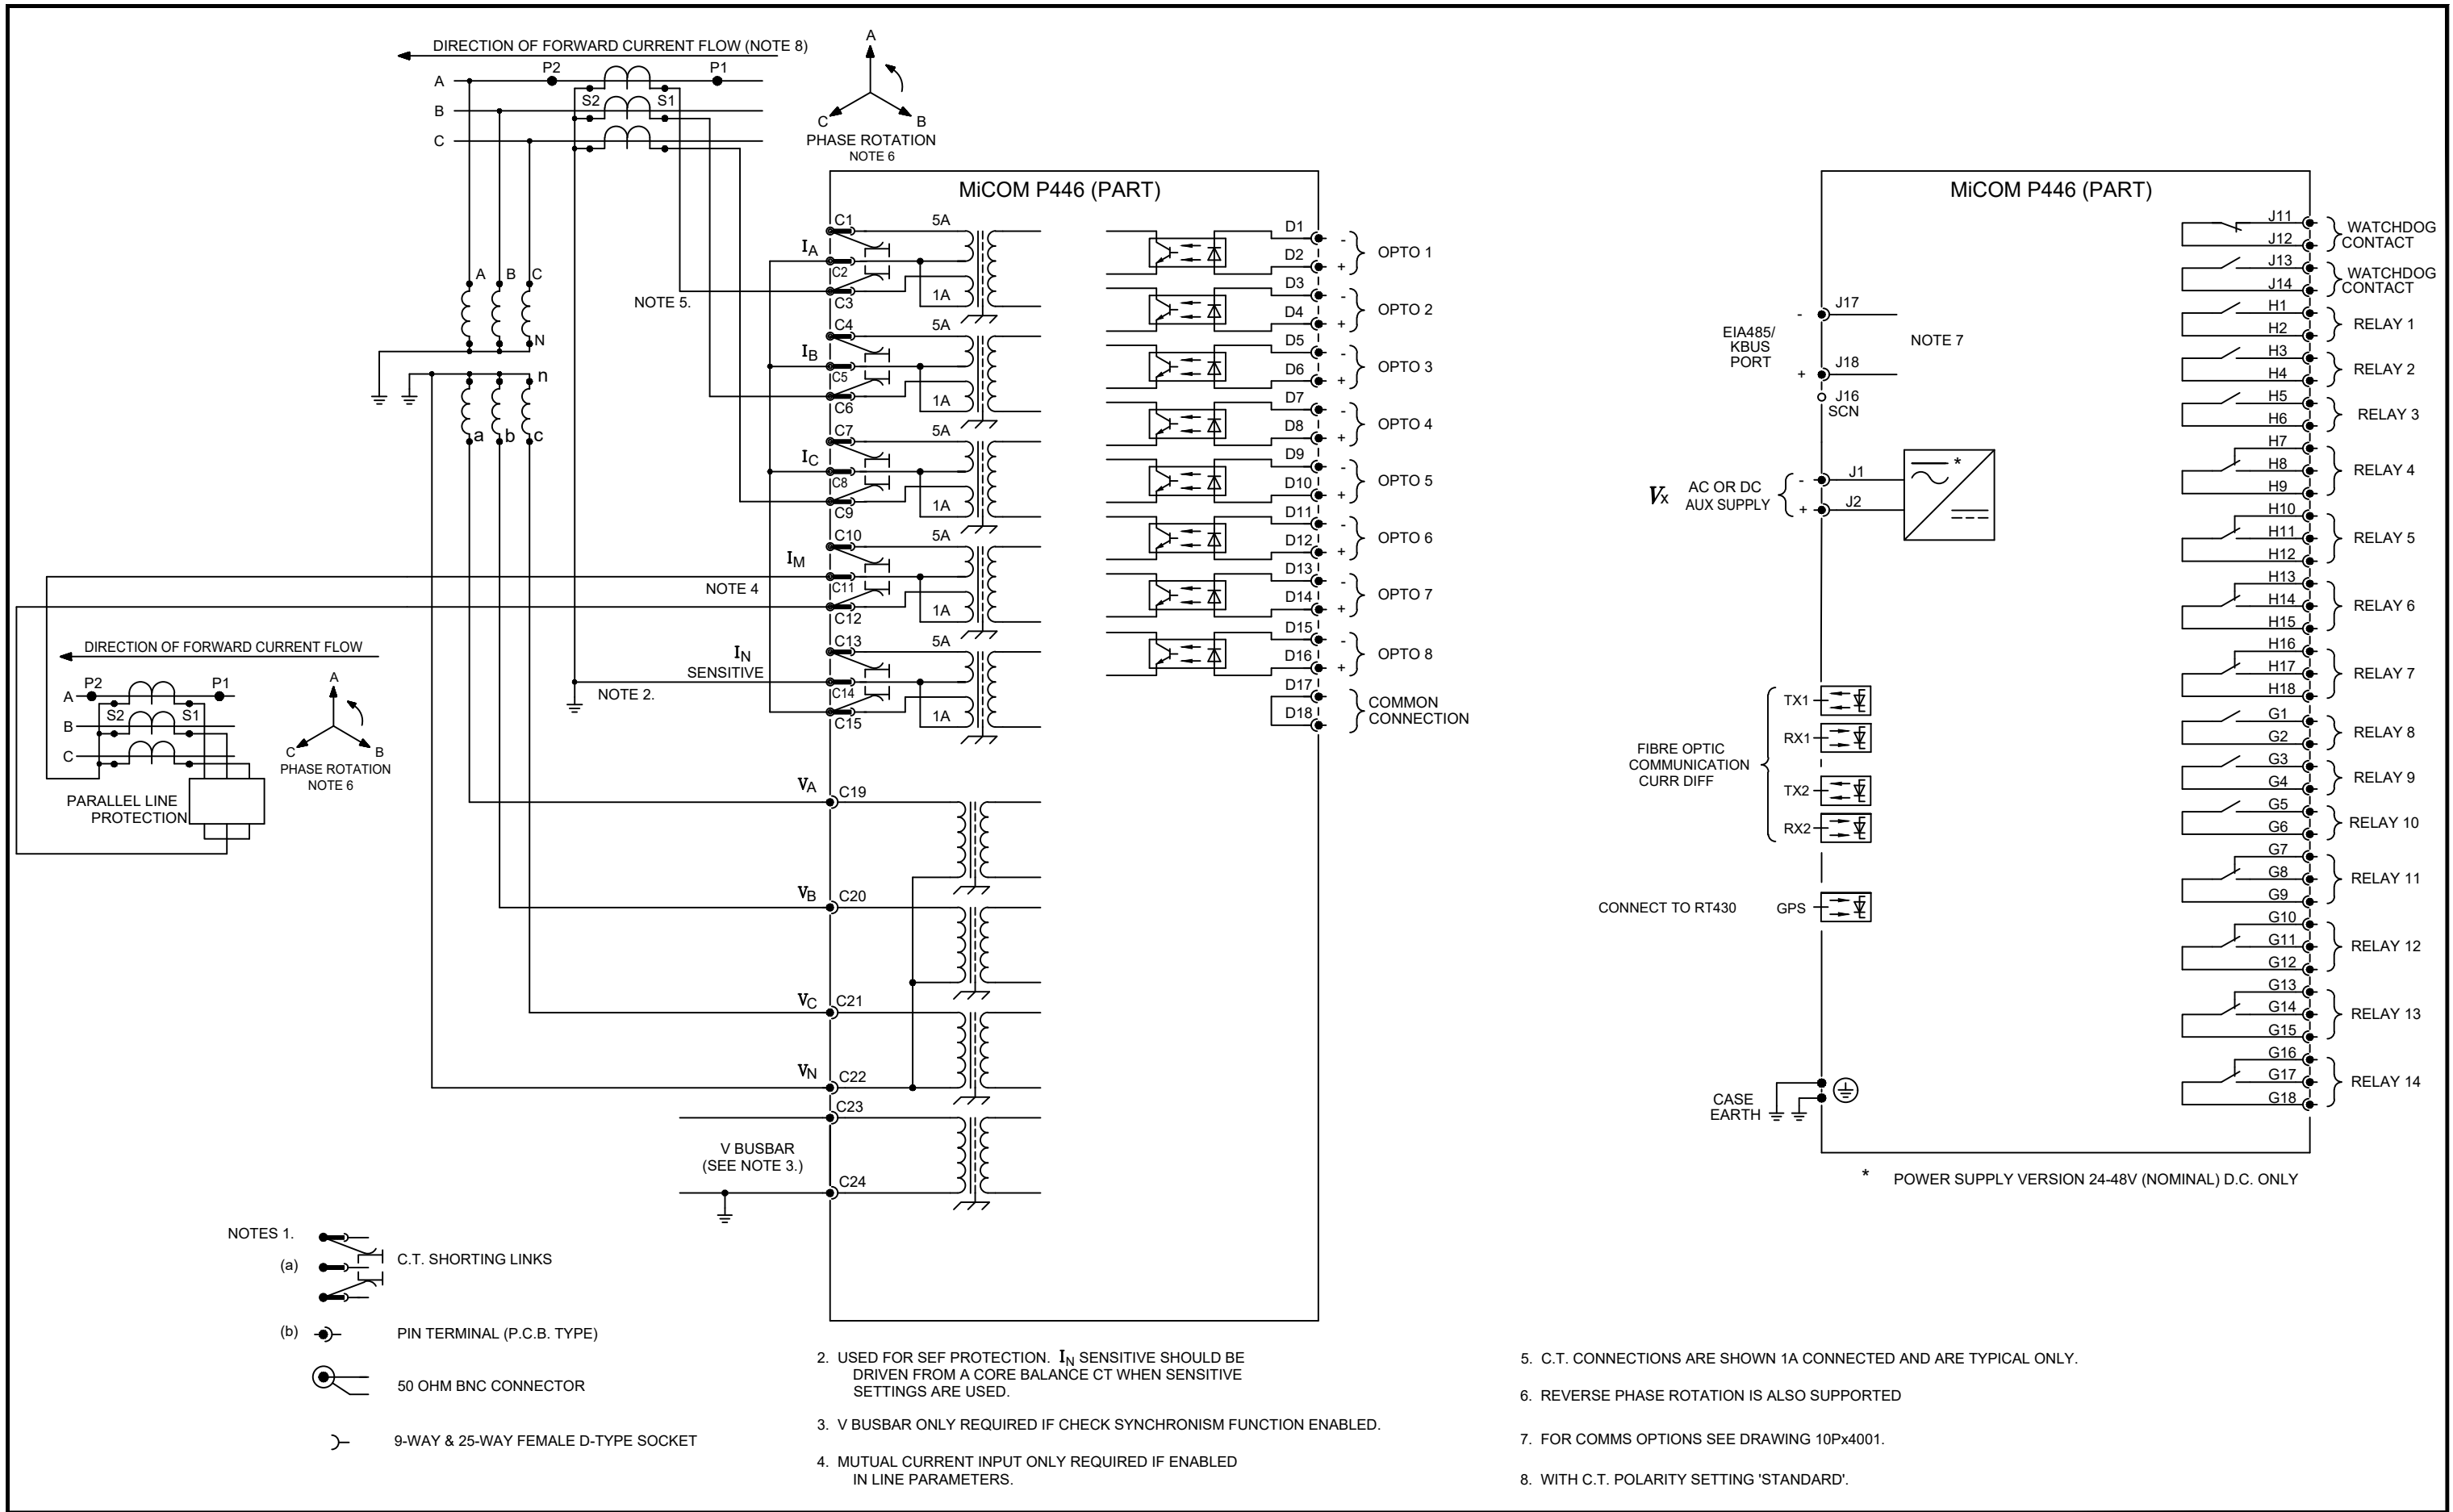 DIRECTION OF FORWARD CURRENT FLOW (NOTE 8)
A
P2
P1
A
S2
S1
B
C
C
B
PHASE ROTATION
NOTE 6
A
B
C
N
n
a
b
c
MiCOM P446 (PART)
C1
5A
IA
C2
1A
NOTE 5.
C3
C4
5A
IB
C5
1A
C6
C7
5A
IC
C8
1A
C9
C10
5A
IM
C11
NOTE 4
1A
C12
C13
5A
IN
SENSITIVE
C14
NOTE 2.
1A
C15
DIRECTION OF FORWARD CURRENT FLOW
A
P2
P1
A
S2
S1
B
C
C
B
PHASE ROTATION
NOTE 6
PARALLEL LINE
PROTECTION
VA
C19
VB
C20
VC
C21
VN
C22
C23
V BUSBAR
(SEE NOTE 3.)
C24
D1
-
D2
+
OPTO 1
D3
-
D4
+
OPTO 2
D5
-
D6
+
OPTO 3
D7
-
D8
+
OPTO 4
D9
-
D10
+
OPTO 5
D11
-
D12
+
OPTO 6
D13
-
D14
+
OPTO 7
D15
-
D16
+
OPTO 8
D17
D18
COMMON
CONNECTION
MiCOM P446 (PART)
-
J17
EIA485/
KBUS
PORT
NOTE 7
+
J18
J16
SCN
Vx
AC OR DC
AUX SUPPLY
-
J1
+
J2
*
TX1
RX1
FIBRE OPTIC
COMMUNICATION
CURR DIFF
TX2
RX2
CONNECT TO RT430
GPS
CASE
EARTH
J11
J12
WATCHDOG
CONTACT
J13
J14
WATCHDOG
CONTACT
H1
H2
RELAY 1
H3
H4
RELAY 2
H5
H6
RELAY 3
H7
H8
H9
RELAY 4
H10
H11
H12
RELAY 5
H13
H14
H15
RELAY 6
H16
H17
H18
RELAY 7
G1
G2
RELAY 8
G3
G4
RELAY 9
G5
G6
RELAY 10
G7
G8
G9
RELAY 11
G10
G11
G12
RELAY 12
G13
G14
G15
RELAY 13
G16
G17
G18
RELAY 14
* POWER SUPPLY VERSION 24-48V (NOMINAL) D.C. ONLY
NOTES 1.
(a)
C.T. SHORTING LINKS
(b)
PIN TERMINAL (P.C.B. TYPE)
50 OHM BNC CONNECTOR
9-WAY & 25-WAY FEMALE D-TYPE SOCKET
2. USED FOR SEF PROTECTION. IN SENSITIVE SHOULD BE
DRIVEN FROM A CORE BALANCE CT WHEN SENSITIVE
SETTINGS ARE USED.
3. V BUSBAR ONLY REQUIRED IF CHECK SYNCHRONISM FUNCTION ENABLED.
4. MUTUAL CURRENT INPUT ONLY REQUIRED IF ENABLED
IN LINE PARAMETERS.
5. C.T. CONNECTIONS ARE SHOWN 1A CONNECTED AND ARE TYPICAL ONLY.
6. REVERSE PHASE ROTATION IS ALSO SUPPORTED
7. FOR COMMS OPTIONS SEE DRAWING 10Px4001.
8. WITH C.T. POLARITY SETTING 'STANDARD'.